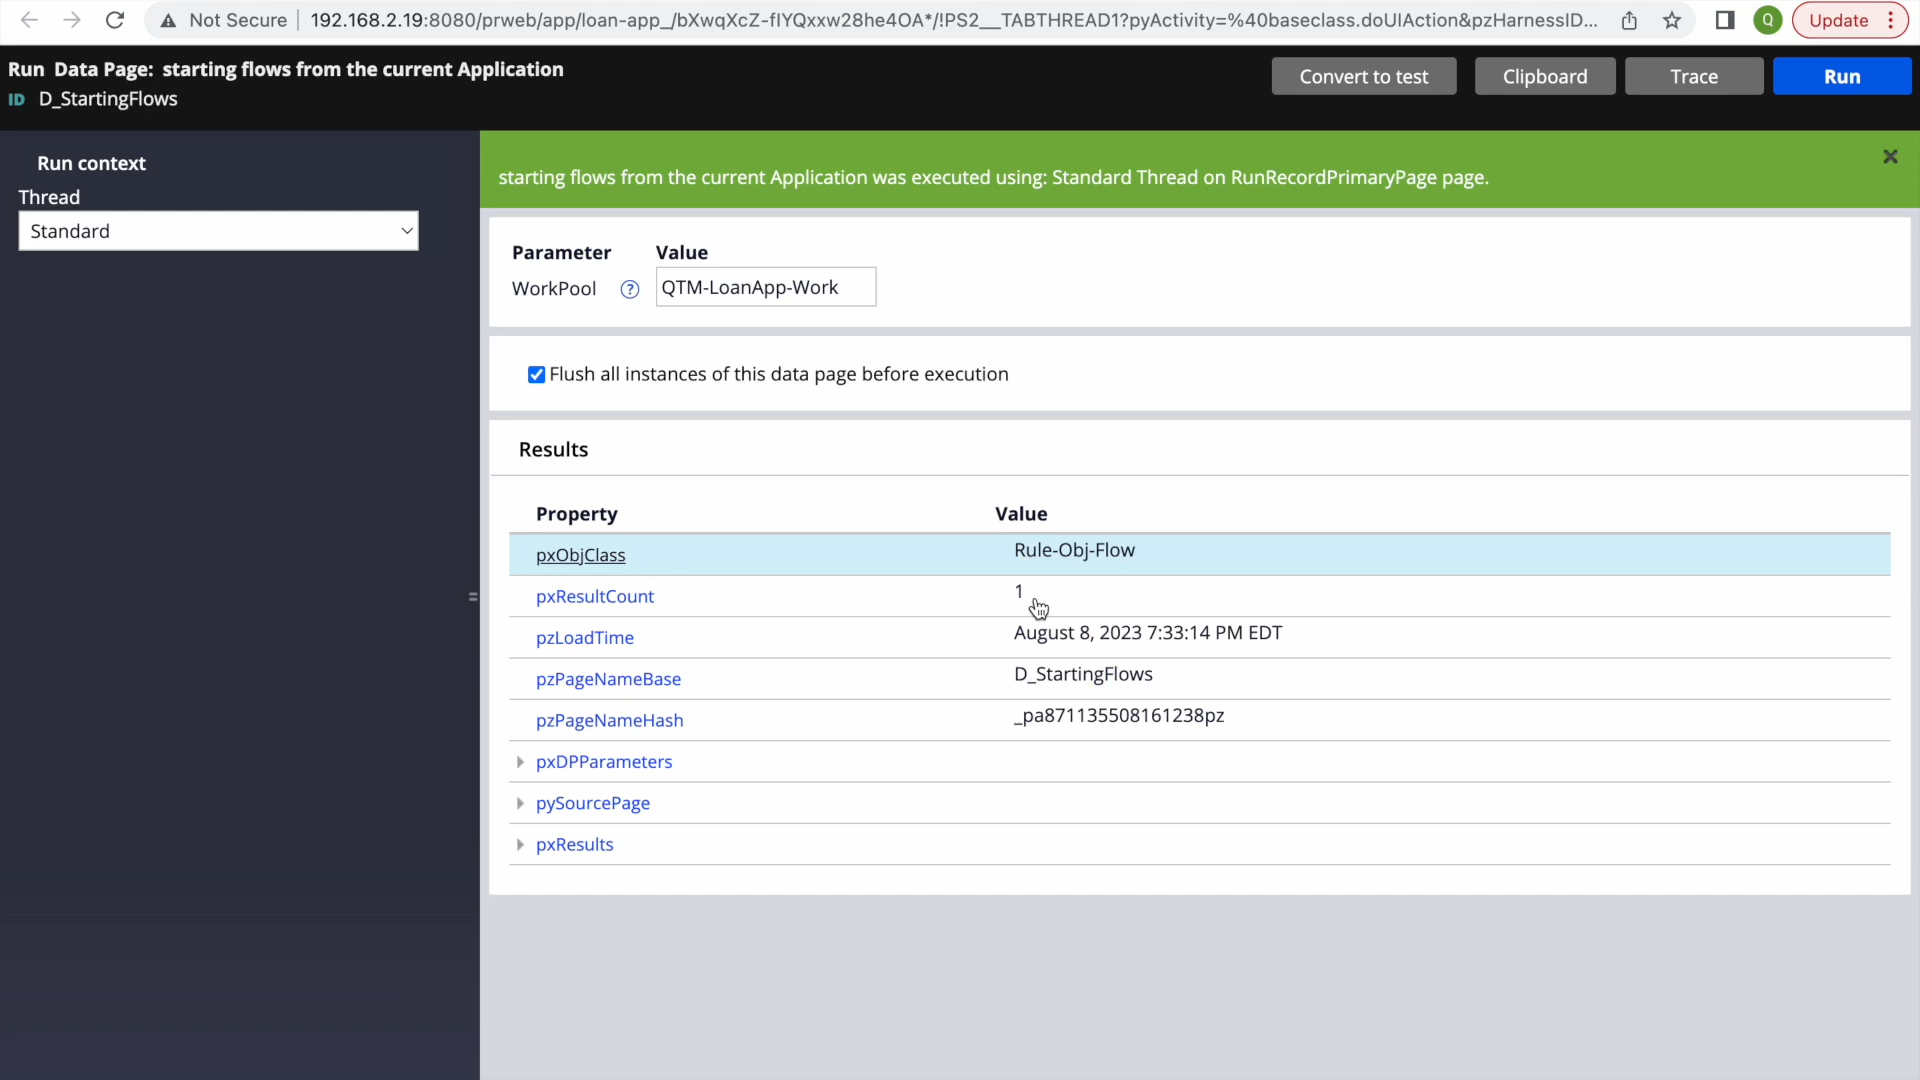 Not Secure 192.168.2.19:8080/prweb/app/loan-app_/bXwqXcZ-flYQxxw28he4OA*/!PS2__TABTHREAD1?pyActivity=%40baseclass.doUIAction&pzHarnessID... Q Update
Run Data Page: starting flows from the current Application
ID D_StartingFlows
Convert to test Clipboard Trace Run
Run context
Thread
Standard
starting flows from the current Application was executed using: Standard Thread on RunRecordPrimaryPage page.
Parameter Value
WorkPool ? QTM-LoanApp-Work
Flush all instances of this data page before execution
Results
Property Value
pxObjClass Rule-Obj-Flow
pxResultCount 1
pzLoadTime August 8, 2023 7:33:14 PM EDT
pzPageNameBase D_StartingFlows
pzPageNameHash _pa871135508161238pz
pxDPParameters
pySourcePage
pxResults